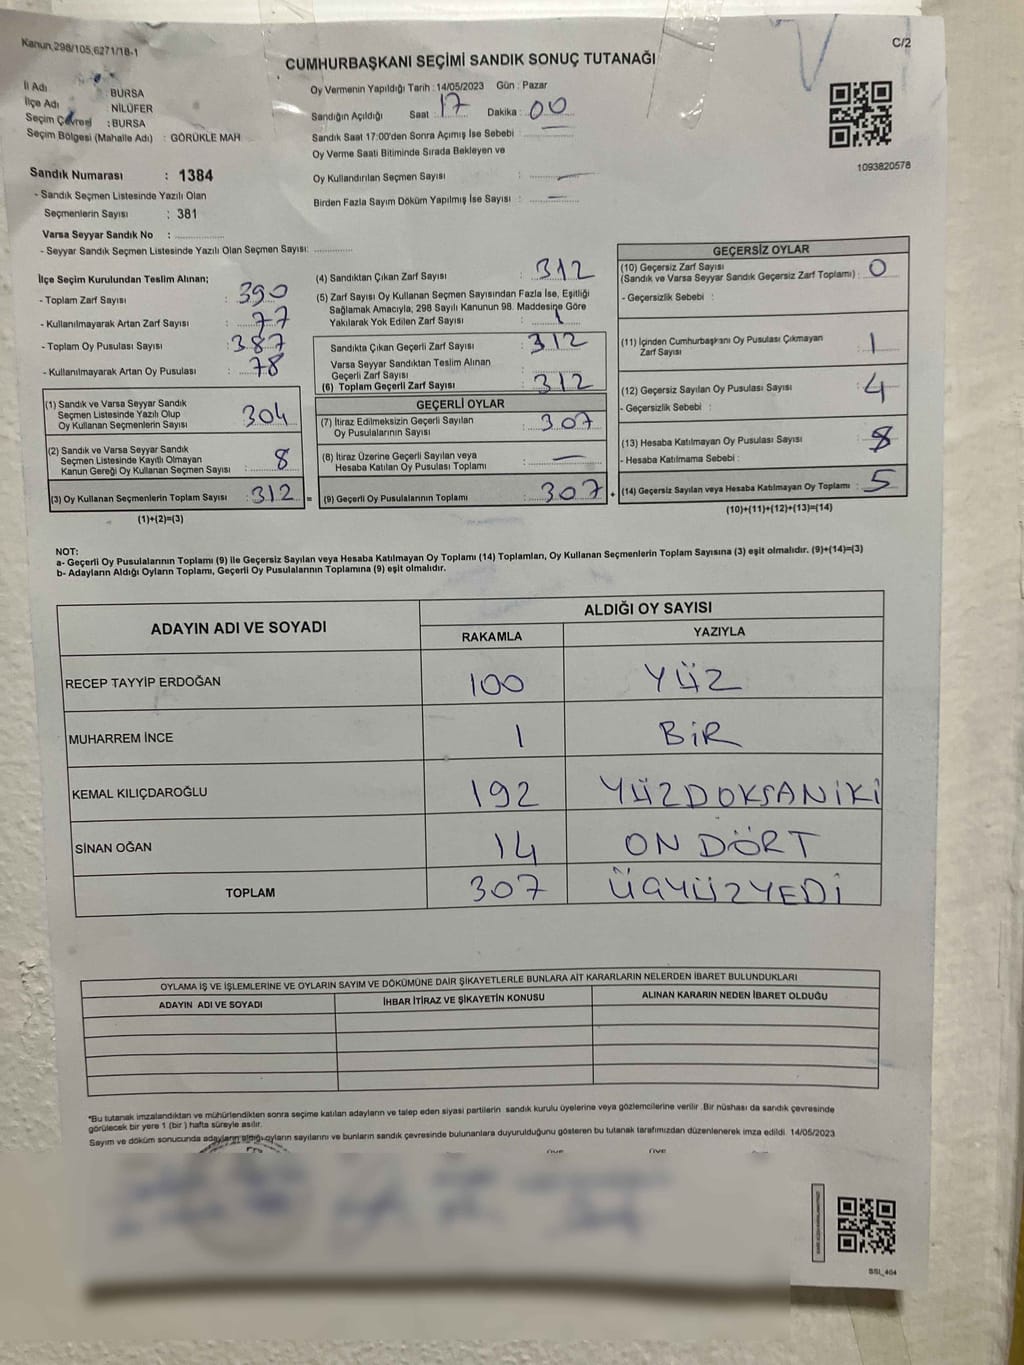 Kanun,298/105,6271/18-1
C/2
CUMHURBAŞKANI SEÇİMİ SANDIK SONUÇ TUTANAĞI
İl Adı : BURSA
İlçe Adı : NİLÜFER
Seçim Çevresi : BURSA
Seçim Bölgesi (Mahalle Adı) : GÖRÜKLE MAH
Sandık Numarası : 1384
- Sandık Seçmen Listesinde Yazılı Olan
Seçmenlerin Sayısı : 381
Varsa Seyyar Sandık No :
- Seyyar Sandık Seçmen Listesinde Yazılı Olan Seçmen Sayısı:
Oy Vermenin Yapıldığı Tarih : 14/05/2023 Gün : Pazar
Sandığın Açıldığı Saat : 17 Dakika : 00
Sandık Saat 17:00'den Sonra Açımış İse Sebebi : —
Oy Verme Saati Bitiminde Sırada Bekleyen ve
Oy Kullandırılan Seçmen Sayısı : —
Birden Fazla Sayım Döküm Yapılmış İse Sayısı : —
1093820578
İlçe Seçim Kurulundan Teslim Alınan;
- Toplam Zarf Sayısı : 390
- Kullanılmayarak Artan Zarf Sayısı : 77
- Toplam Oy Pusulası Sayısı : 387
- Kullanılmayarak Artan Oy Pusulası : 78
(1) Sandık ve Varsa Seyyar Sandık
Seçmen Listesinde Yazılı Olup
Oy Kullanan Seçmenlerin Sayısı : 304
(2) Sandık ve Varsa Seyyar Sandık
Seçmen Listesinde Kayıtlı Olmayan
Kanun Gereği Oy Kullanan Seçmen Sayısı : 8
(3) Oy Kullanan Seçmenlerin Toplam Sayısı : 312 =
(1)+(2)=(3)
(4) Sandıktan Çıkan Zarf Sayısı : 312
(5) Zarf Sayısı Oy Kullanan Seçmen Sayısından Fazla İse, Eşitliği
Sağlamak Amacıyla, 298 Sayılı Kanunun 98. Maddesine Göre
Yakılarak Yok Edilen Zarf Sayısı : 1
Sandıkta Çıkan Geçerli Zarf Sayısı : 312
Varsa Seyyar Sandıktan Teslim Alınan
Geçerli Zarf Sayısı :
(6) Toplam Geçerli Zarf Sayısı : 312
GEÇERLİ OYLAR
(7) İtiraz Edilmeksizin Geçerli Sayılan
Oy Pusulalarının Sayısı : 307
(8) İtiraz Üzerine Geçerli Sayılan veya
Hesaba Katılan Oy Pusulası Toplamı : —
(9) Geçerli Oy Pusulalarının Toplamı : 307 +
GEÇERSİZ OYLAR
(10) Geçersiz Zarf Sayısı
(Sandık ve Varsa Seyyar Sandık Geçersiz Zarf Toplamı) : 0
- Geçersizlik Sebebi :
(11) İçinden Cumhurbaşkanı Oy Pusulası Çıkmayan
Zarf Sayısı : 1
(12) Geçersiz Sayılan Oy Pusulası Sayısı : 4
- Geçersizlik Sebebi :
(13) Hesaba Katılmayan Oy Pusulası Sayısı :
- Hesaba Katılmama Sebebi :
(14) Geçersiz Sayılan veya Hesaba Katılmayan Oy Toplamı : 5
(10)+(11)+(12)+(13)=(14)
NOT:
a- Geçerli Oy Pusulalarının Toplamı (9) ile Geçersiz Sayılan veya Hesaba Katılmayan Oy Toplamı (14) Toplamları, Oy Kullanan Seçmenlerin Toplam Sayısına (3) eşit olmalıdır. (9)+(14)=(3)
b- Adayların Aldığı Oyların Toplamı, Geçerli Oy Pusulalarının Toplamına (9) eşit olmalıdır.
ADAYIN ADI VE SOYADI
ALDIĞI OY SAYISI
RAKAMLA YAZIYLA
RECEP TAYYİP ERDOĞAN 100 YÜZ
MUHARREM İNCE 1 BİR
KEMAL KILIÇDAROĞLU 192 YÜZDOKSANİKİ
SİNAN OĞAN 14 ON DÖRT
TOPLAM 307 ÜÇYÜZYEDİ
OYLAMA İŞ VE İŞLEMLERİNE VE OYLARIN SAYIM VE DÖKÜMÜNE DAİR ŞİKAYETLERLE BUNLARA AİT KARARLARIN NELERDEN İBARET BULUNDUKLARI
ADAYIN ADI VE SOYADI İHBAR İTİRAZ VE ŞİKAYETİN KONUSU ALINAN KARARIN NEDEN İBARET OLDUĞU
*Bu tutanak imzalandıktan ve mühürlendikten sonra seçime katılan adayların ve talep eden siyasi partilerin sandık kurulu üyelerine veya gözlemcilerine verilir .Bir nüshası da sandık çevresinde
görülecek bir yere 1 (bir ) hafta süreyle asılır.
Sayım ve döküm sonucunda adayların aldığı oyların sayılarını ve bunların sandık çevresinde bulunanlara duyurulduğunu gösteren bu tutanak tarafımızdan düzenlenerek imza edildi. 14/05/2023